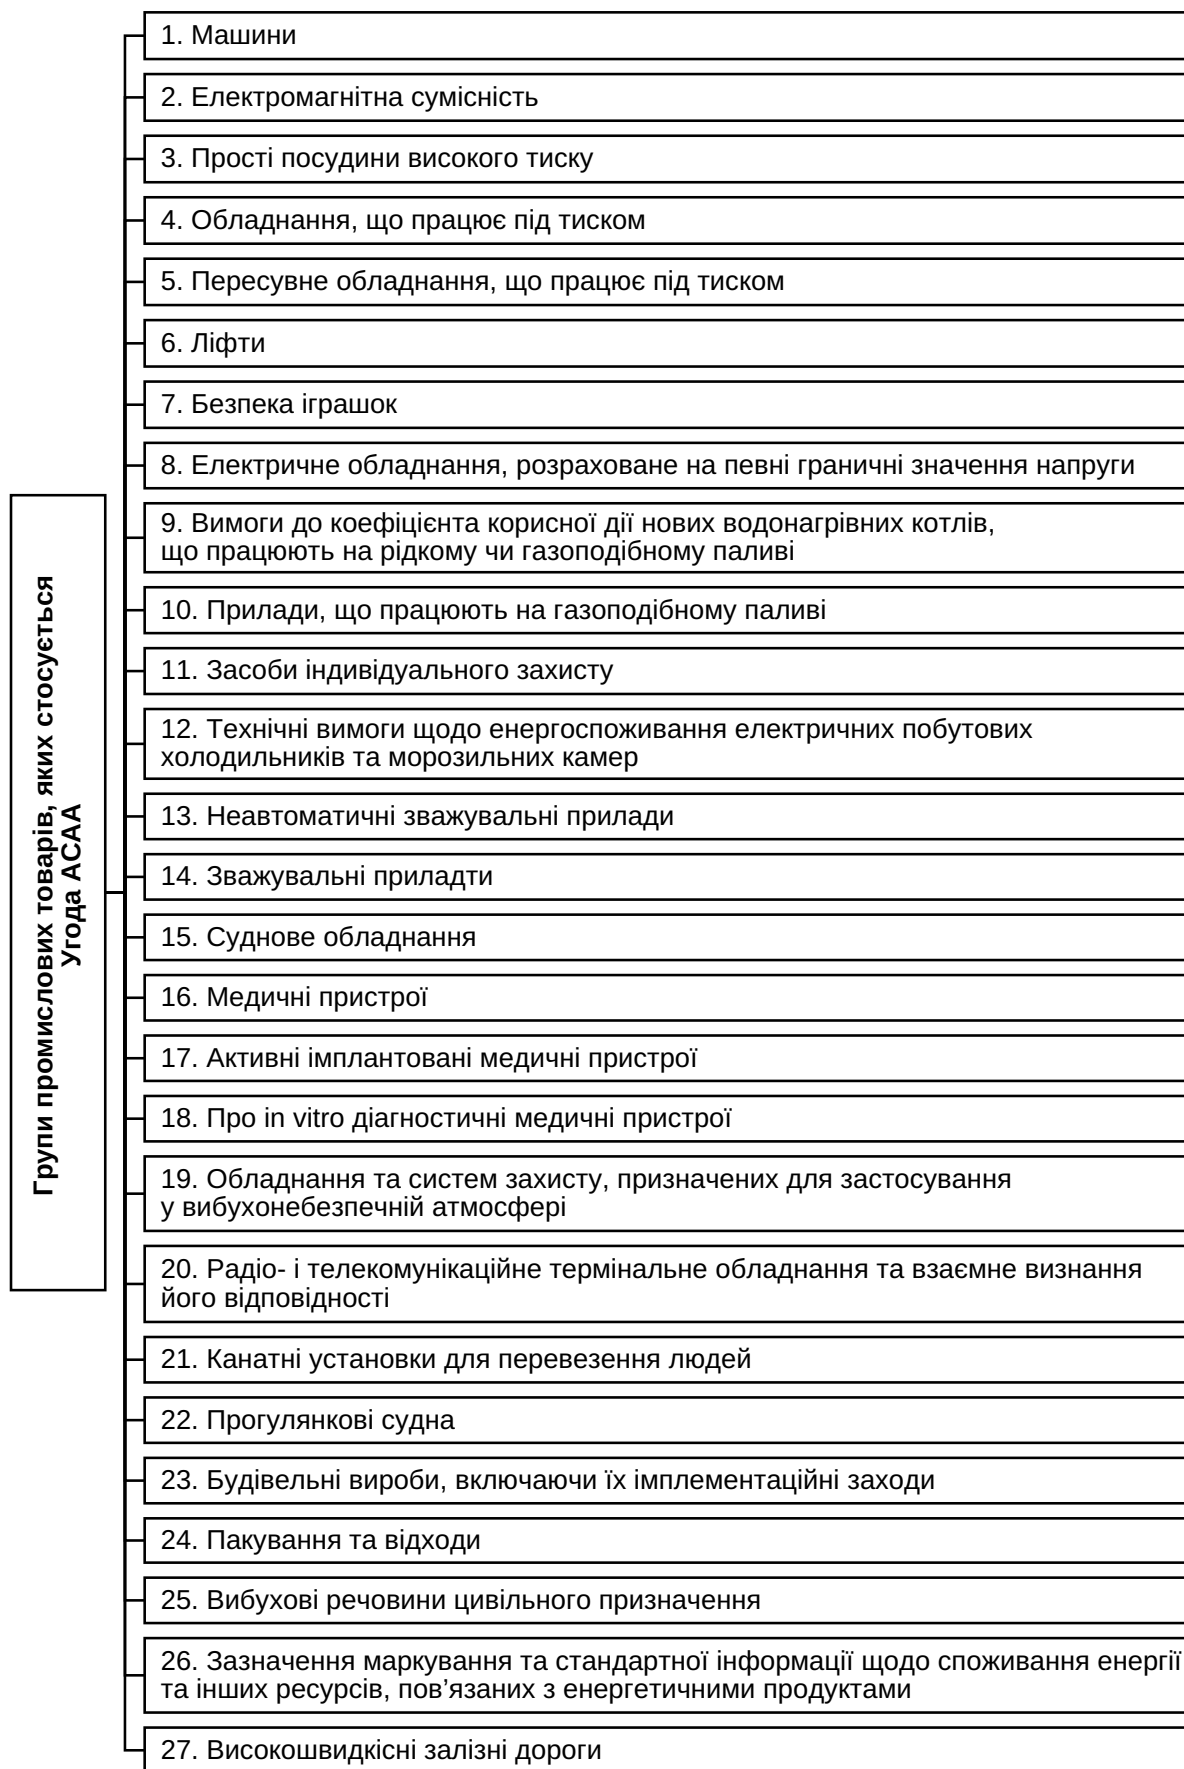 Групи промислових товарів, яких стосується
Угода АСАА
1. Машини
2. Електромагнітна сумісність
3. Прості посудини високого тиску
4. Обладнання, що працює під тиском
5. Пересувне обладнання, що працює під тиском
6. Ліфти
7. Безпека іграшок
8. Електричне обладнання, розраховане на певні граничні значення напруги
9. Вимоги до коефіцієнта корисної дії нових водонагрівних котлів,
що працюють на рідкому чи газоподібному паливі
10. Прилади, що працюють на газоподібному паливі
11. Засоби індивідуального захисту
12. Технічні вимоги щодо енергоспоживання електричних побутових
холодильників та морозильних камер
13. Неавтоматичні зважувальні прилади
14. Зважувальні приладти
15. Суднове обладнання
16. Медичні пристрої
17. Активні імплантовані медичні пристрої
18. Про in vitro діагностичні медичні пристрої
19. Обладнання та систем захисту, призначених для застосування
у вибухонебезпечній атмосфері
20. Радіо- і телекомунікаційне термінальне обладнання та взаємне визнання
його відповідності
21. Канатні установки для перевезення людей
22. Прогулянкові судна
23. Будівельні вироби, включаючи їх імплементаційні заходи
24. Пакування та відходи
25. Вибухові речовини цивільного призначення
26. Зазначення маркування та стандартної інформації щодо споживання енергії
та інших ресурсів, пов’язаних з енергетичними продуктами
27. Високошвидкісні залізні дороги